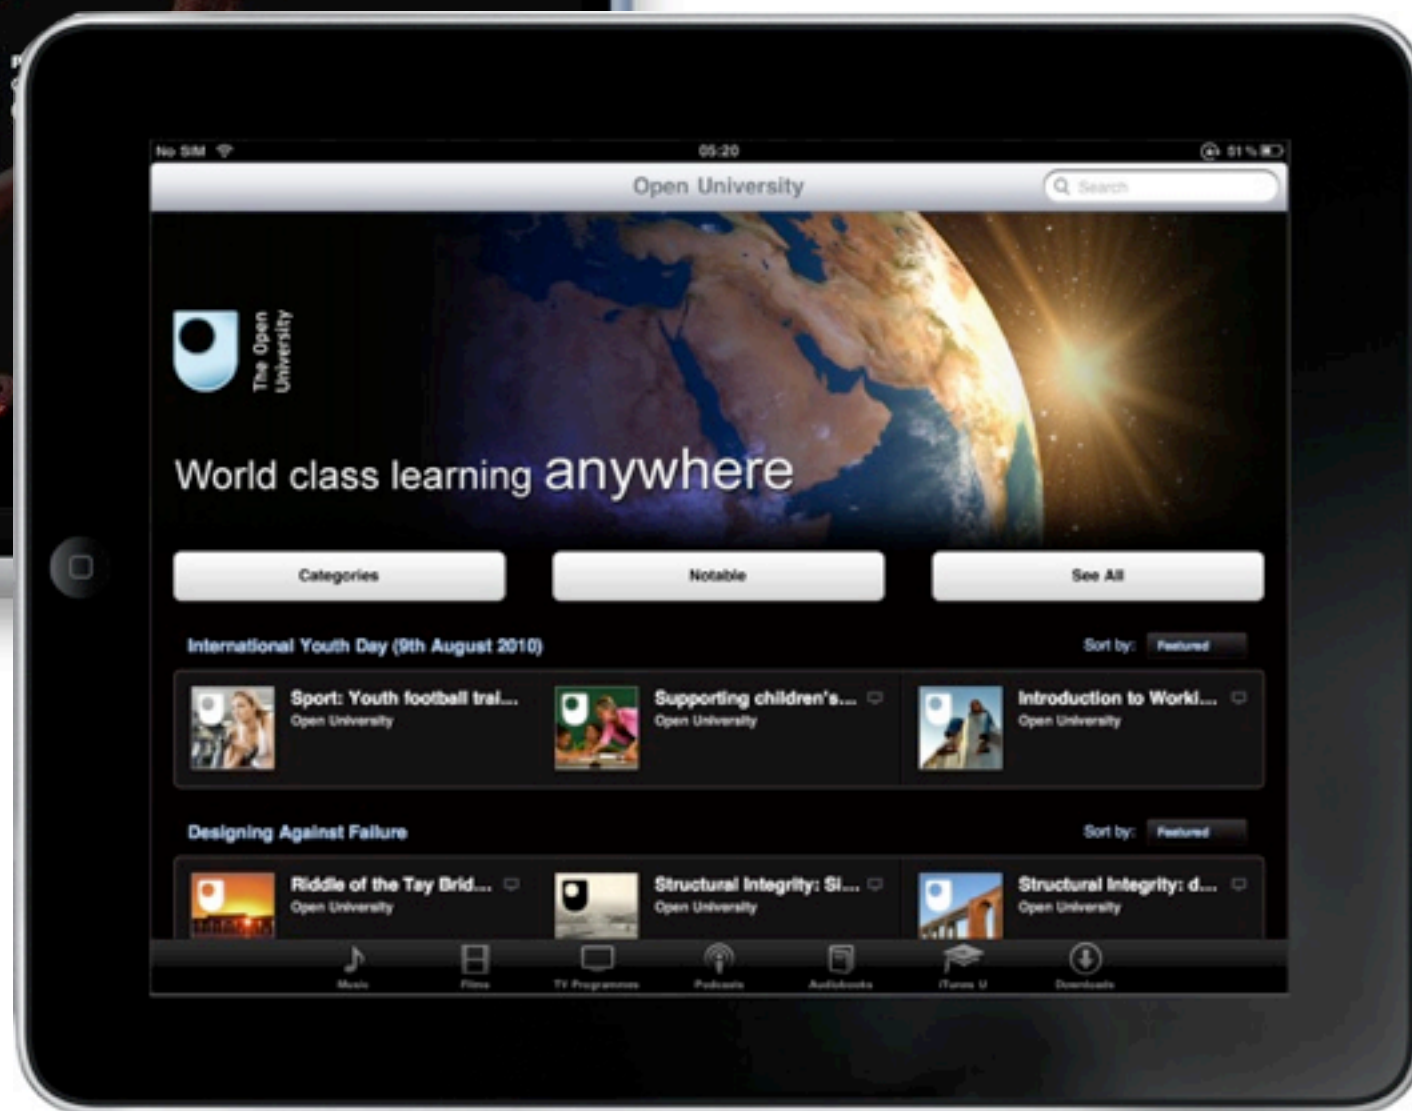 No SIM
05:20
Open University
Search
The Open
University
World class learning anywhere
Categories
Notable
See All
International Youth Day (9th August 2010)
Sort by: Featured
Sport: Youth football trai...
Open University
Supporting children's...
Open University
Introduction to Worki...
Open University
Designing Against Failure
Sort by: Featured
Riddle of the Tay Brid...
Open University
Structural Integrity: Si...
Open University
Structural Integrity: d...
Open University
Music
Films
TV Programmes
Podcasts
Audiobooks
iTunes U
Downloads